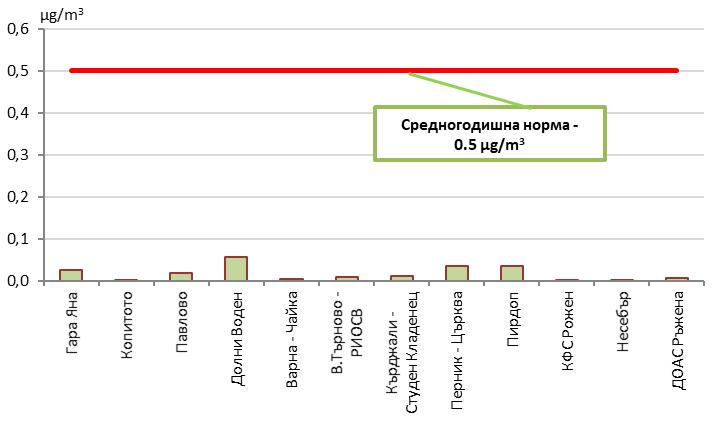 µg/m³
0,6
0,5
0,4
0,3
0,2
0,1
0,0
Средногодишна норма -
0.5 µg/m³
Гара Яна
Копитото
Павлово
Долни Воден
Варна - Чайка
В.Търново -
РИОСВ
Кърджали -
Студен Кладенец
Перник - Църква
Пирдоп
КФС Рожен
Несебър
ДОАС Ръжена